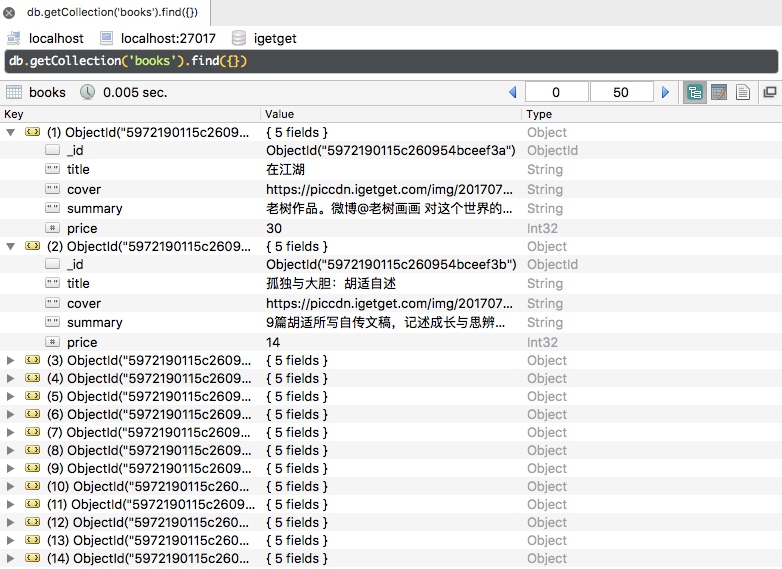 db.getCollection('books').find({})
localhost localhost:27017 igetget
db.getCollection('books').find({})
books 0.005 sec. 0 50
Key Value Type
(1) ObjectId("5972190115c2609... { 5 fields } Object
_id ObjectId("5972190115c260954bceef3a") ObjectId
title 在江湖 String
cover https://piccdn.igetget.com/img/201707... String
summary 老树作品。微博@老树画画 对这个世界的... String
price 30 Int32
(2) ObjectId("5972190115c2609... { 5 fields } Object
_id ObjectId("5972190115c260954bceef3b") ObjectId
title 孤独与大胆：胡适自述 String
cover https://piccdn.igetget.com/img/201707... String
summary 9篇胡适所写自传文稿，记述成长与思辨... String
price 14 Int32
(3) ObjectId("5972190115c2609... { 5 fields } Object
(4) ObjectId("5972190115c2609... { 5 fields } Object
(5) ObjectId("5972190115c2609... { 5 fields } Object
(6) ObjectId("5972190115c2609... { 5 fields } Object
(7) ObjectId("5972190115c2609... { 5 fields } Object
(8) ObjectId("5972190115c2609... { 5 fields } Object
(9) ObjectId("5972190115c2609... { 5 fields } Object
(10) ObjectId("5972190115c260... { 5 fields } Object
(11) ObjectId("5972190115c2609... { 5 fields } Object
(12) ObjectId("5972190115c260... { 5 fields } Object
(13) ObjectId("5972190115c260... { 5 fields } Object
(14) ObjectId("5972190115c260... { 5 fields } Object